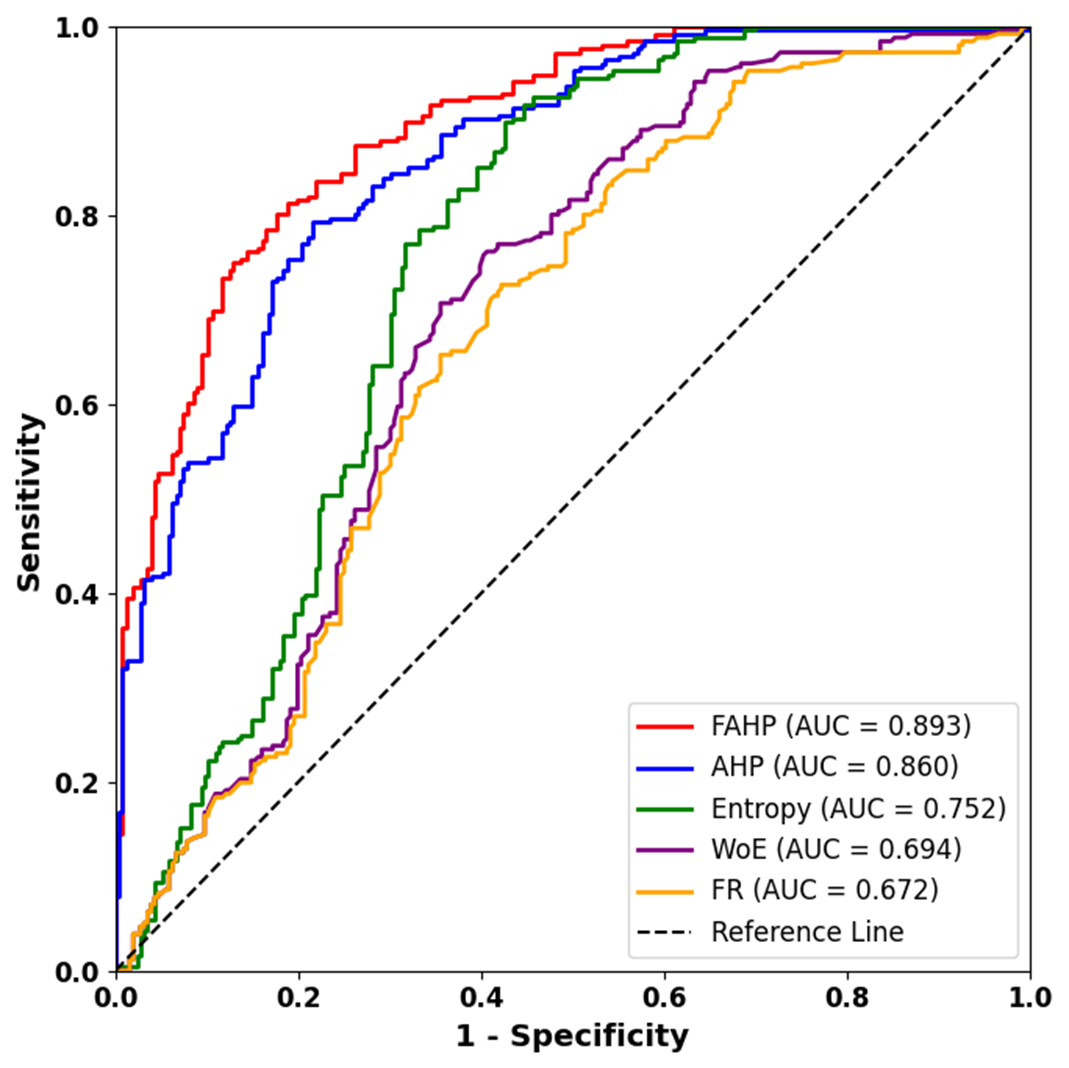 1.0
0.8
0.6
0.4
0.2
0.0
Sensitivity
FAHP (AUC = 0.893)
AHP (AUC = 0.860)
Entropy (AUC = 0.752)
WoE (AUC = 0.694)
FR (AUC = 0.672)
Reference Line
0.0 0.2 0.4 0.6 0.8 1.0
1 - Specificity